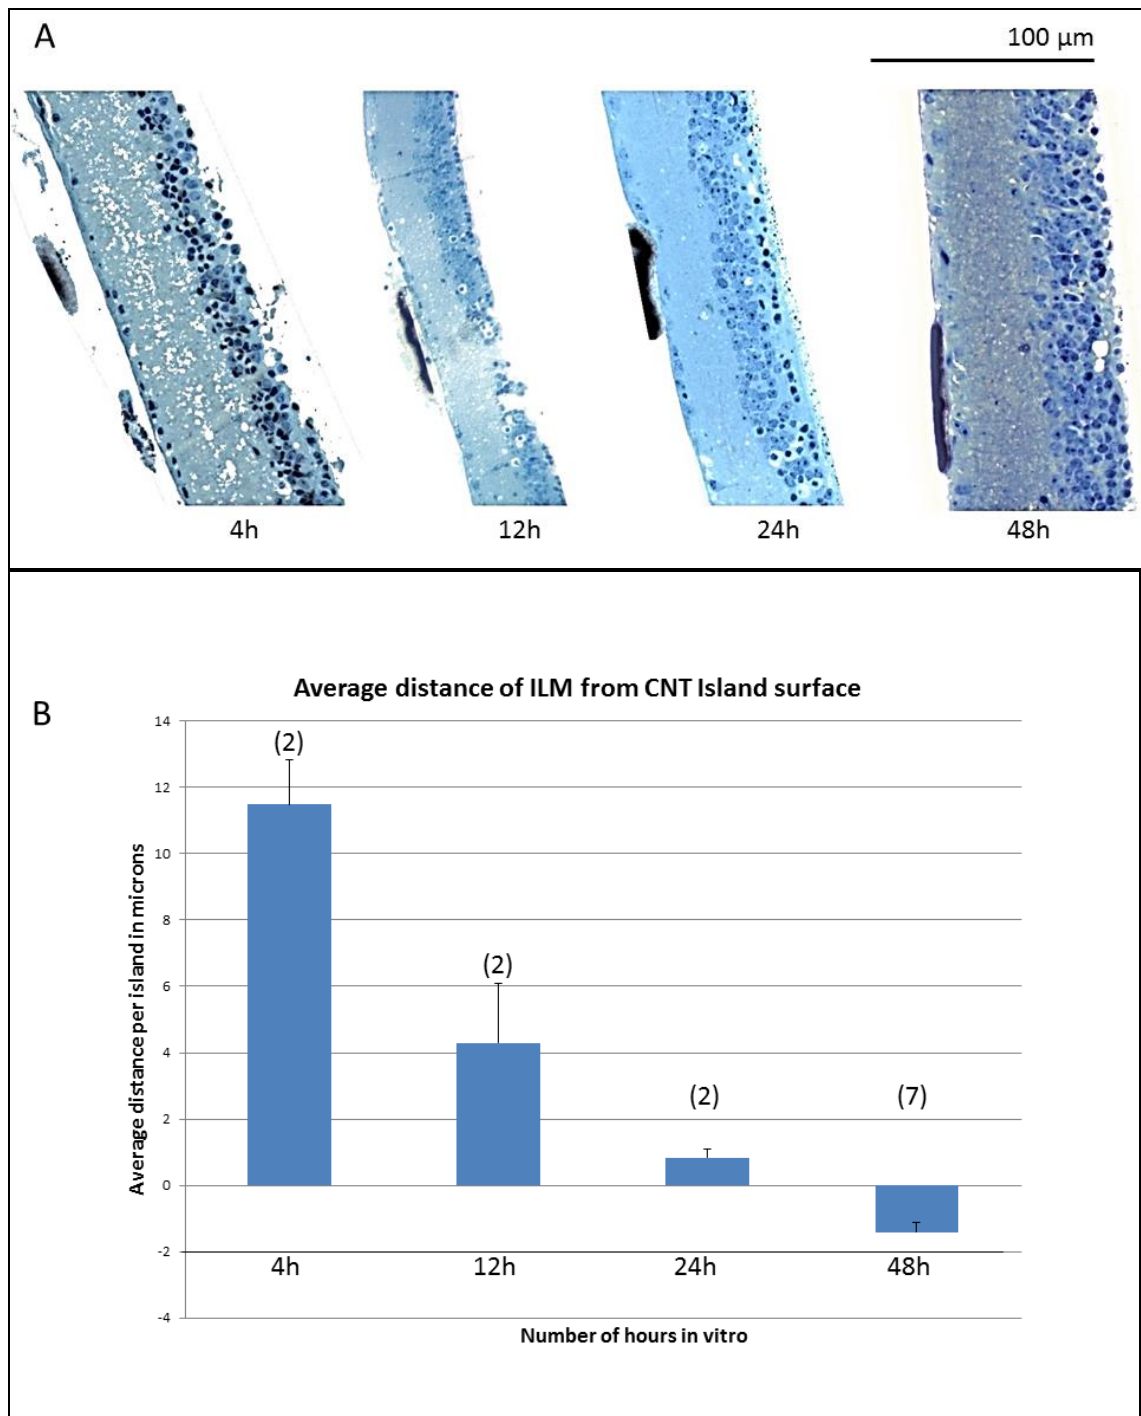 A
100 µm
4h
12h
24h
48h
B
Average distance of ILM from CNT Island surface
Average distance per island in microns
14
12
10
8
6
4
2
0
-2
-4
(2)
(2)
(2)
(7)
4h
12h
24h
48h
Number of hours in vitro